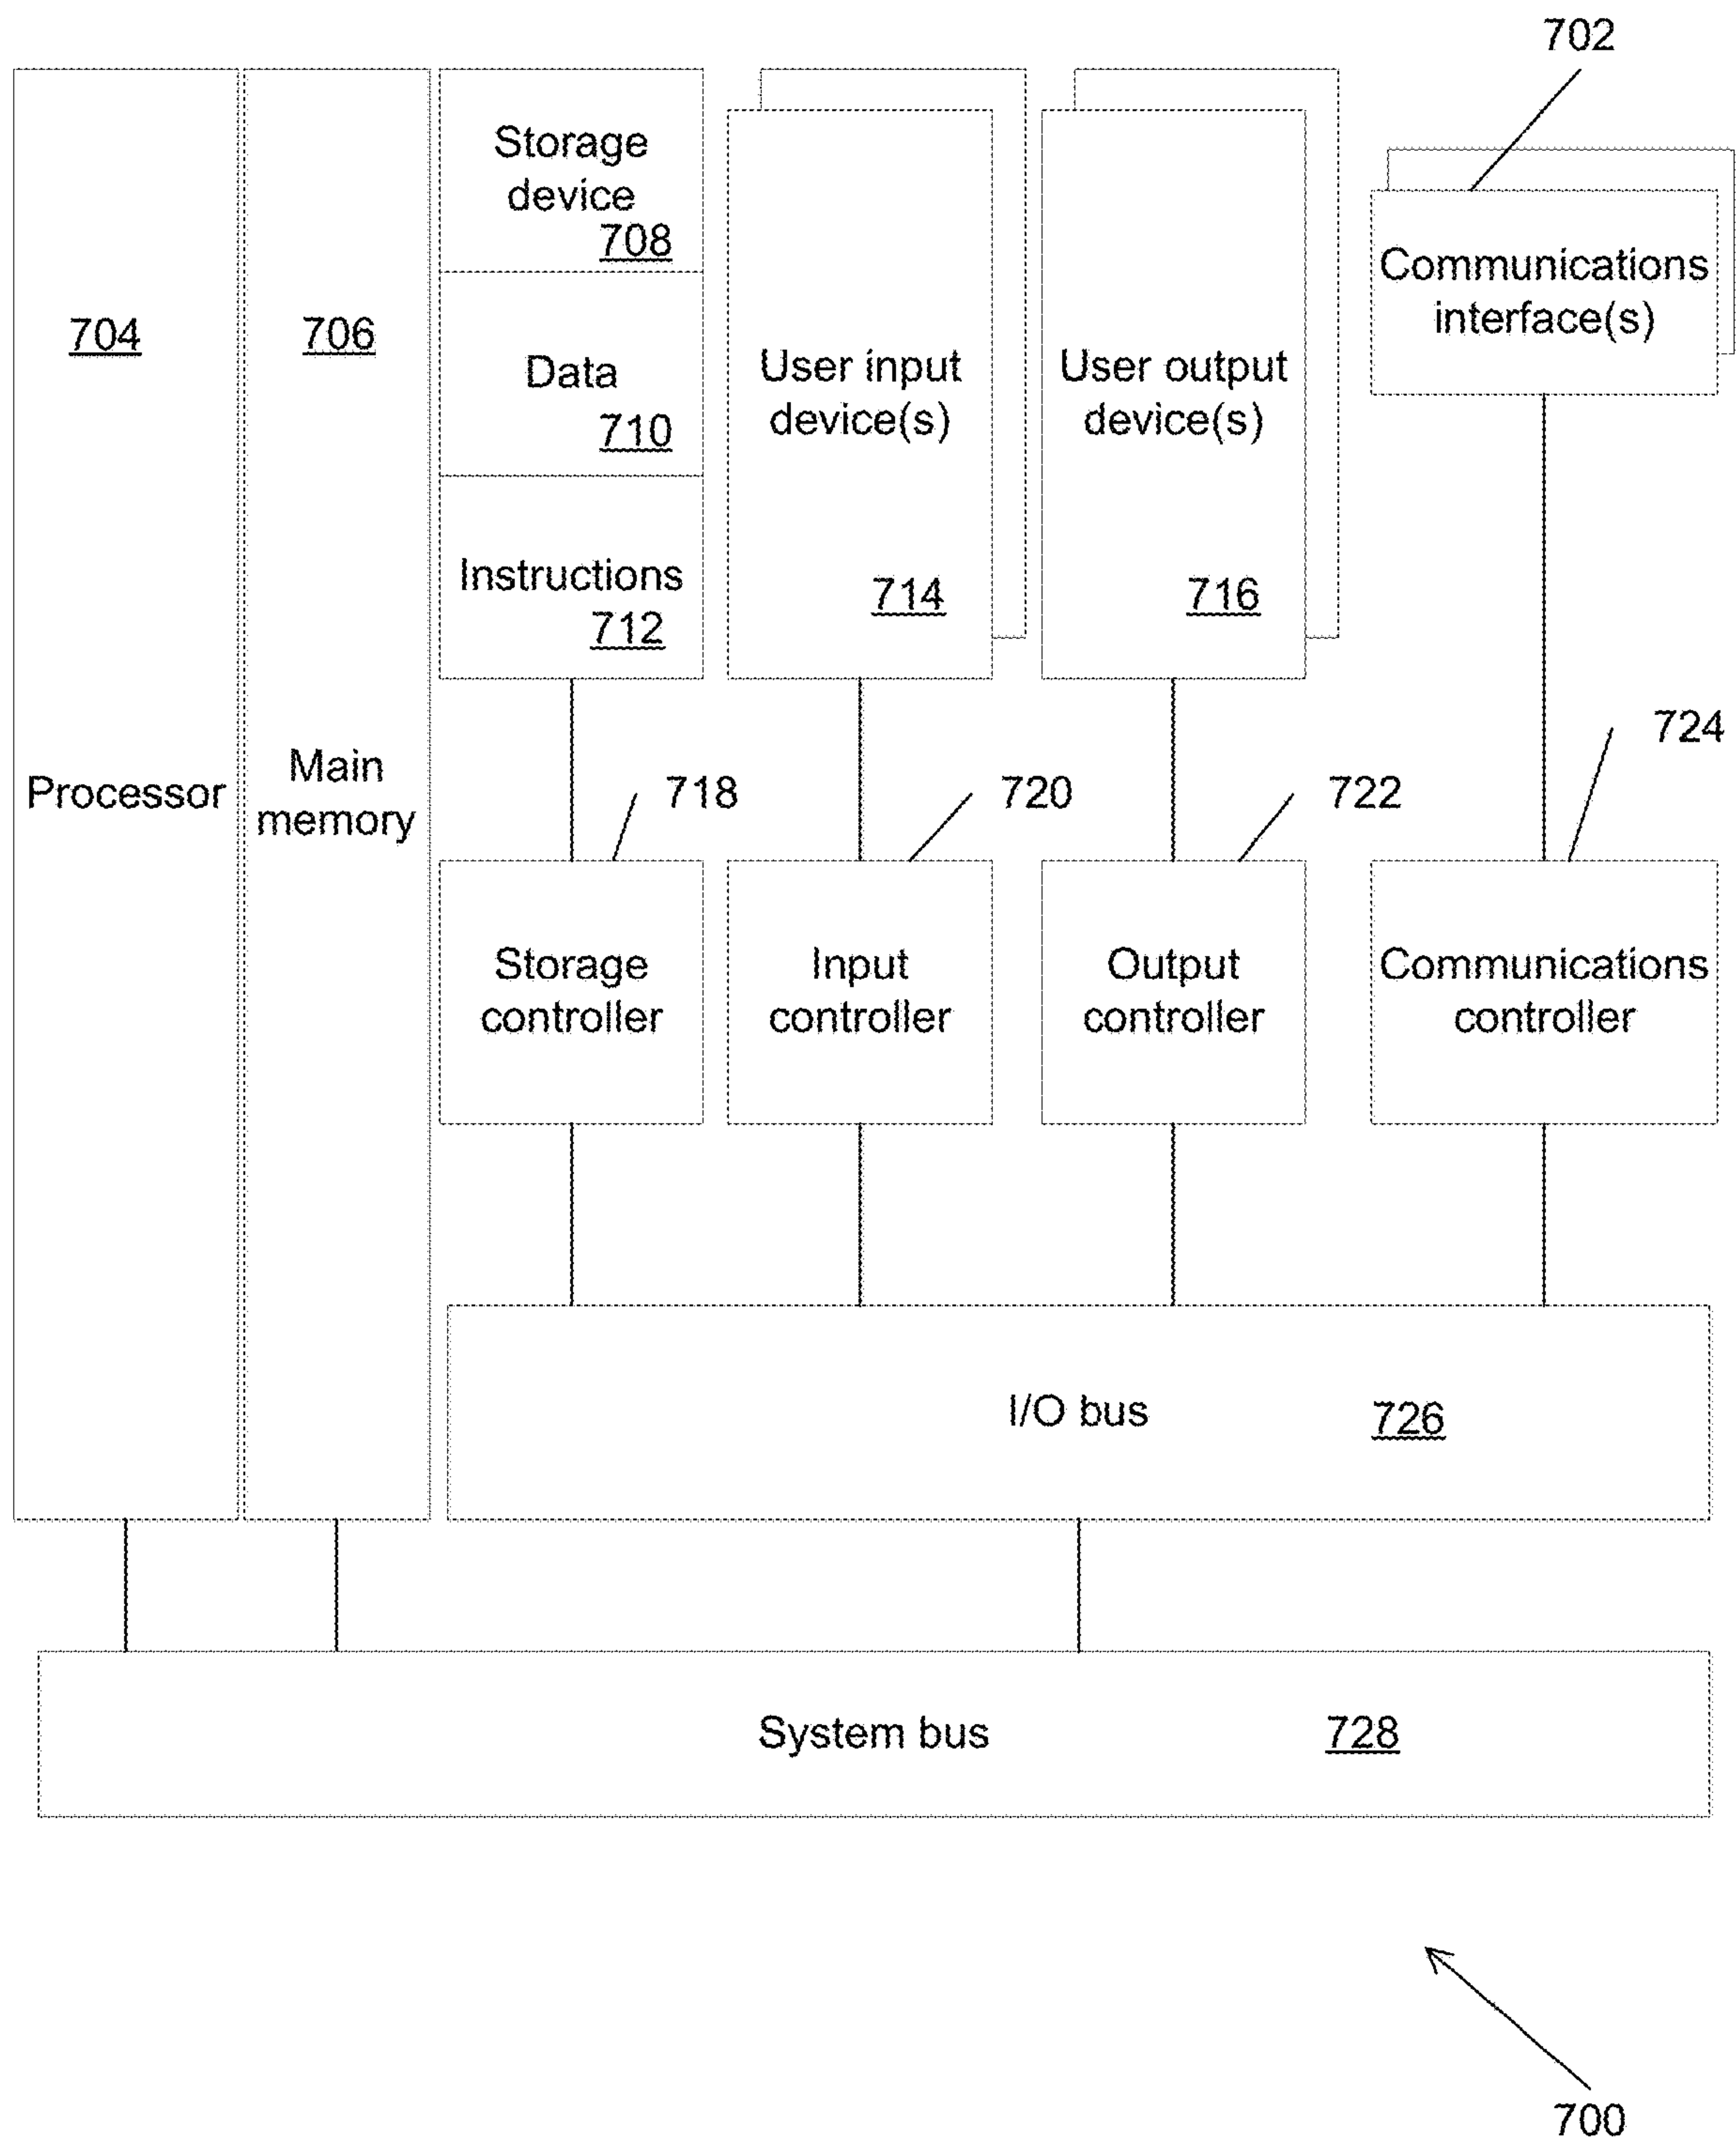 702
Storage
device
708
Communications
interface(s)
704
706
Data
710
User input
device(s)
User output
device(s)
Instructions
712
714
716
724
Processor
Main
memory
718
720
722
Storage
controller
Input
controller
Output
controller
Communications
controller
I/O bus
726
System bus
728
700